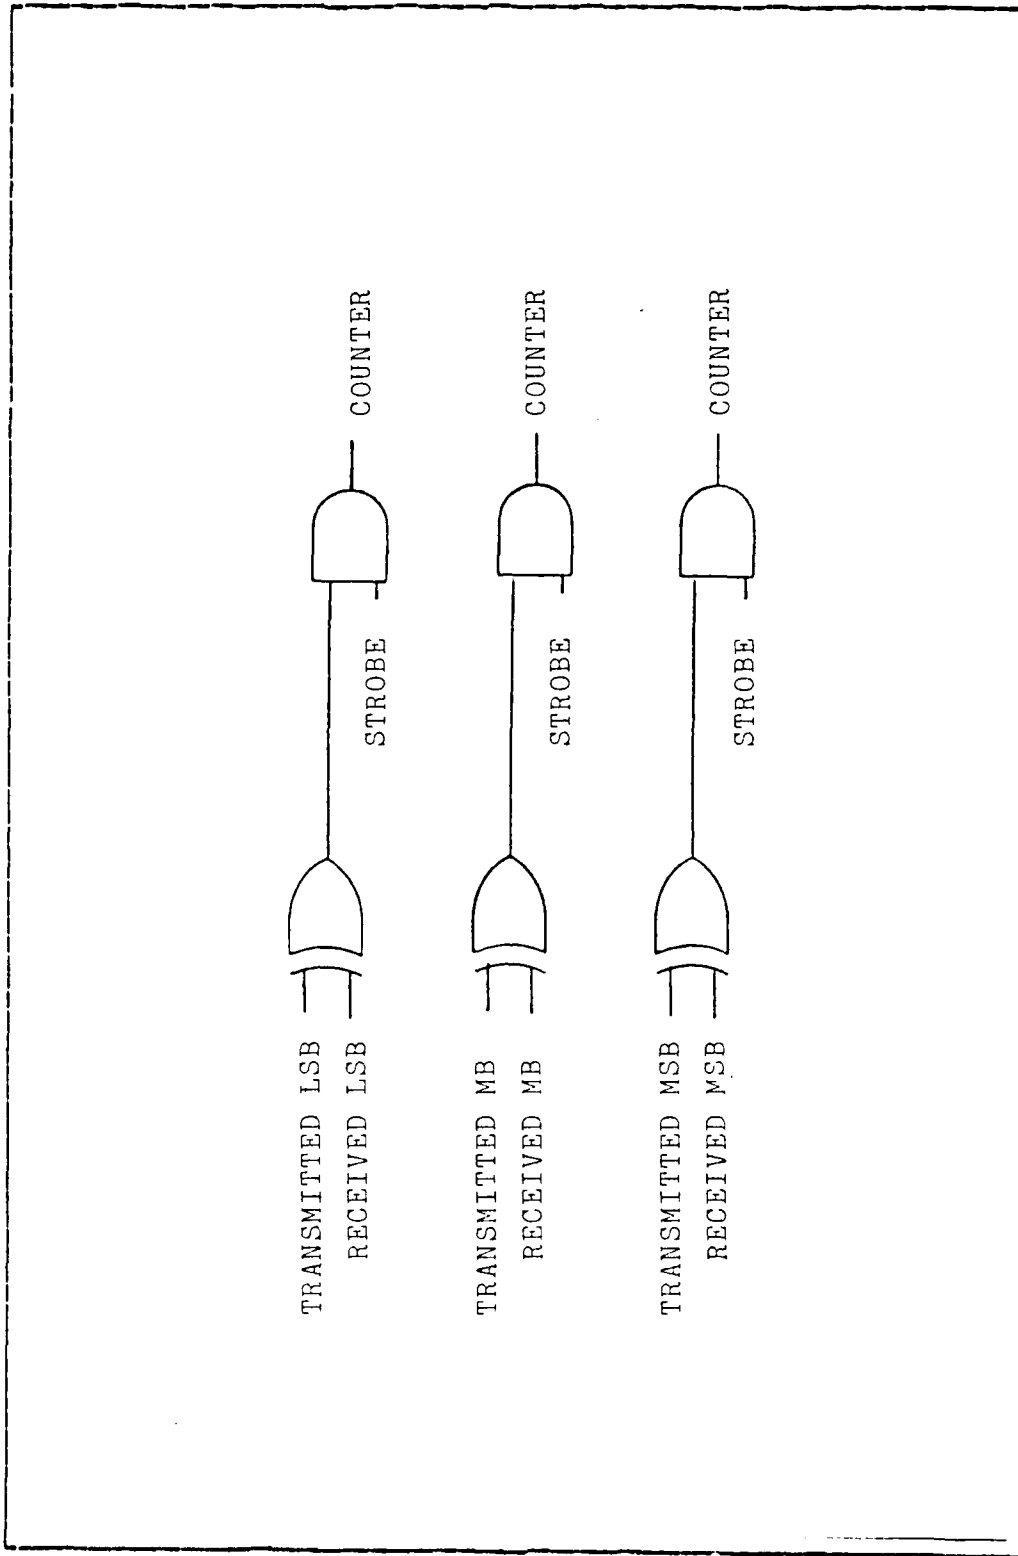 TRANSMITTED LSB
RECEIVED LSB
STROBE
COUNTER
TRANSMITTED MB
RECEIVED MB
STROBE
COUNTER
TRANSMITTED MSB
RECEIVED MSB
STROBE
COUNTER